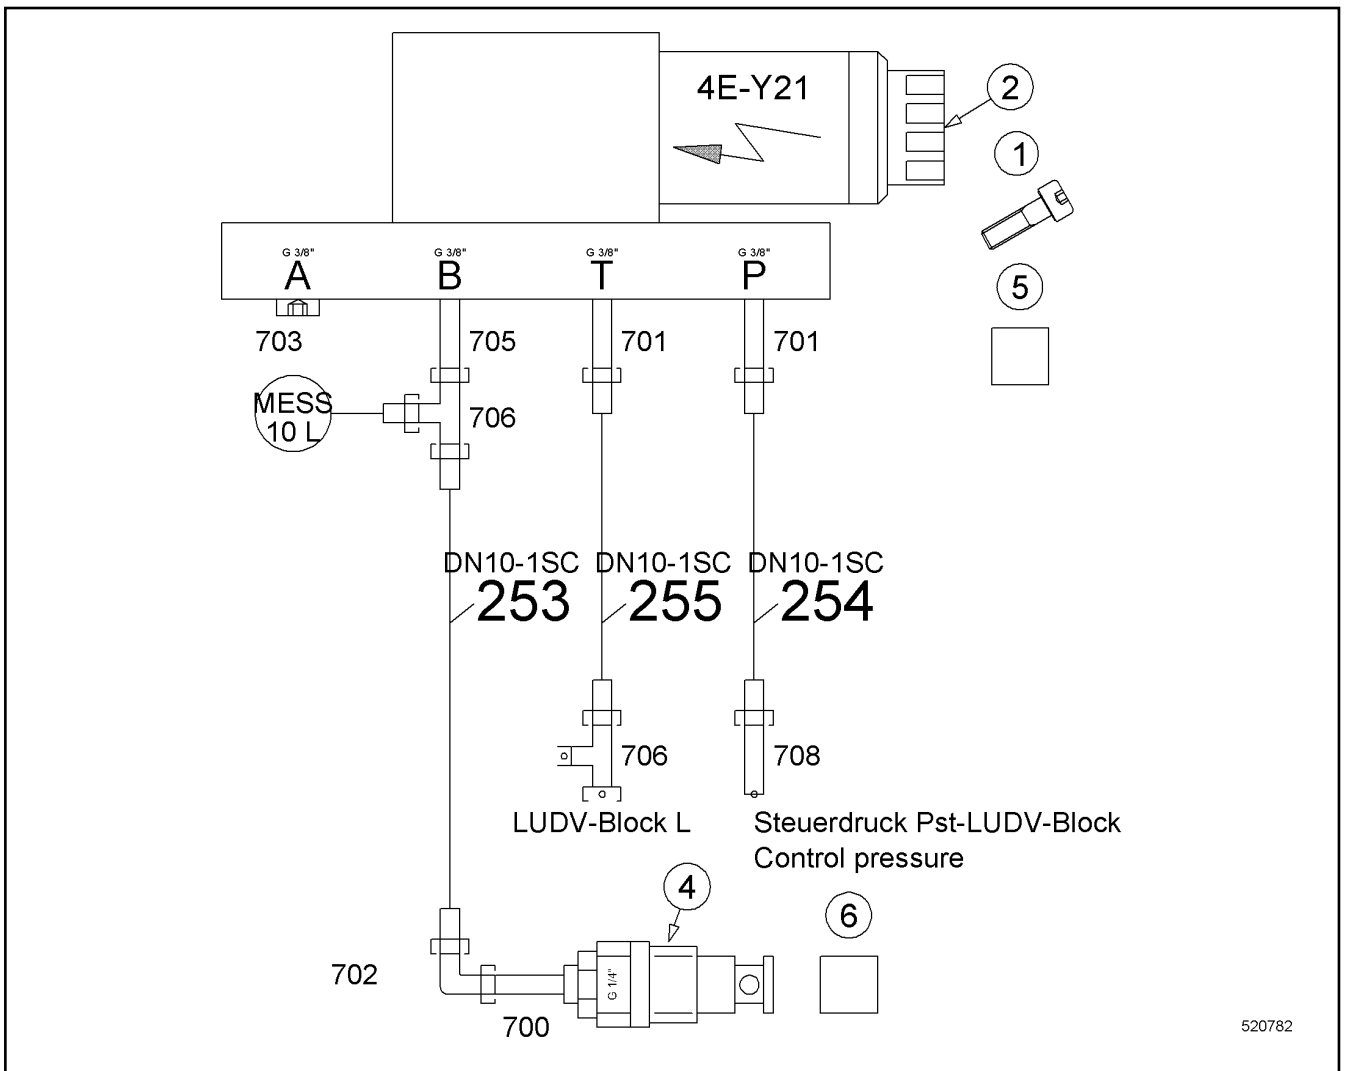 4E-Y21
2
1
G 3/8" G 3/8" G 3/8" G 3/8"
A B T P
5
703 705 701 701
MESS
10 L
706
DN10-1SC DN10-1SC DN10-1SC
253 255 254
706 708
LUDV-Block L
Steuerdruck Pst-LUDV-Block
Control pressure
4
6
702
G 1/4"
700
520782